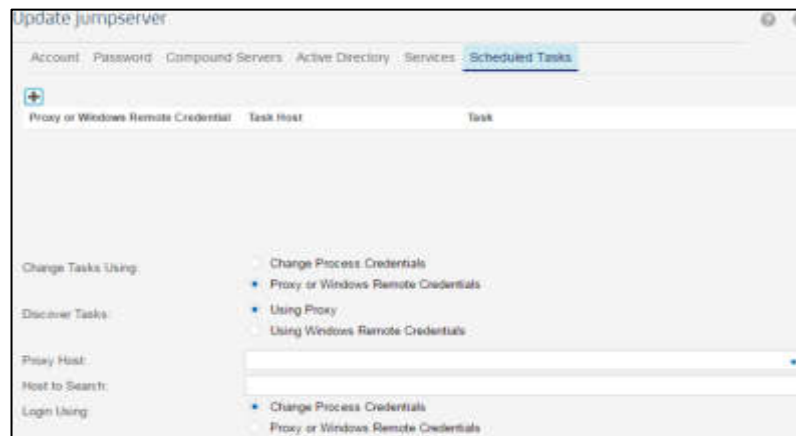 Update jumpserver
Account Password Compound Servers Active Directory Services Scheduled Tasks
Proxy or Windows Remote Credential Task Host Task
Change Tasks Using: Change Process Credentials
Proxy or Windows Remote Credentials
Discover Tasks: Using Proxy
Using Windows Remote Credentials
Proxy Host:
Host to Search:
Login Using: Change Process Credentials
Proxy or Windows Remote Credentials